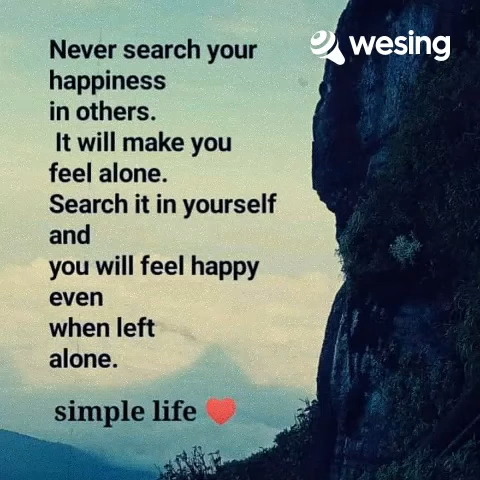 wesing
Never search your
happiness
in others.
It will make you
feel alone.
Search it in yourself
and
you will feel happy
even
when left
alone.
simple life ❤️